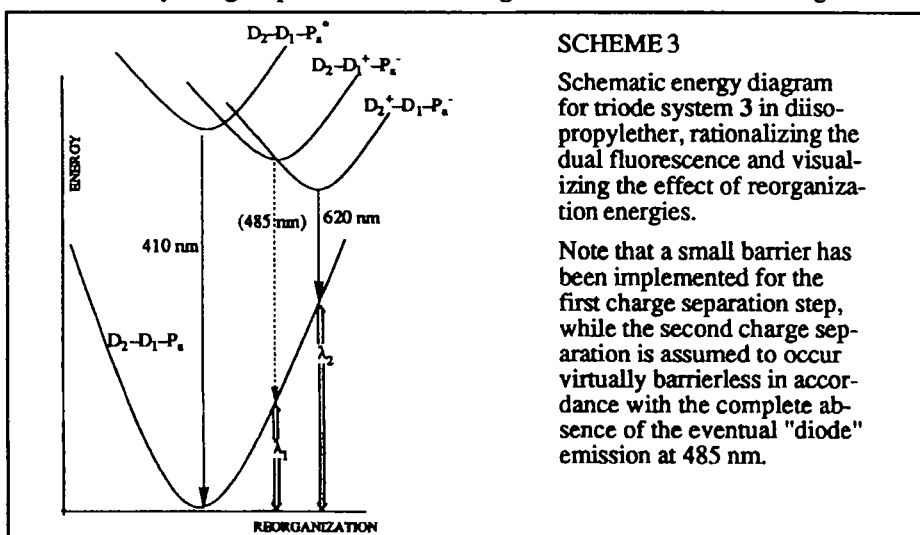 D₂–D₁–Pₐ*
D₂–D₁⁺–Pₐ⁻
D₂⁺–D₁–Pₐ⁻
ENERGY
(485 nm)
620 nm
410 nm
D₂–D₁–Pₐ
λ₂
λ₁
REORGANIZATION
SCHEME 3
Schematic energy diagram
for triode system 3 in diiso-
propylether, rationalizing the
dual fluorescence and visual-
izing the effect of reorganiza-
tion energies.
Note that a small barrier has
been implemented for the
first charge separation step,
while the second charge sep-
aration is assumed to occur
virtually barrierless in accor-
dance with the complete ab-
sence of the eventual "diode"
emission at 485 nm.